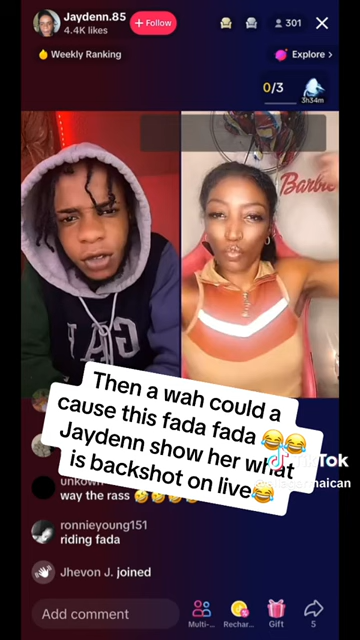 Jaydenn.85
4.4K likes
+ Follow
301
Weekly Ranking
Explore >
0/3
3h34m
Barbie
GAP
Then a wah could a
cause this fada fada 😂😂
Jaydenn show her what
is backshot on live😂
TikTok
unkown
way the rass 🤣🤣🤣🤣
ronnieyoung151
riding fada
Jhevon J. joined
Add comment
Multi-...
Rechar...
Gift
5